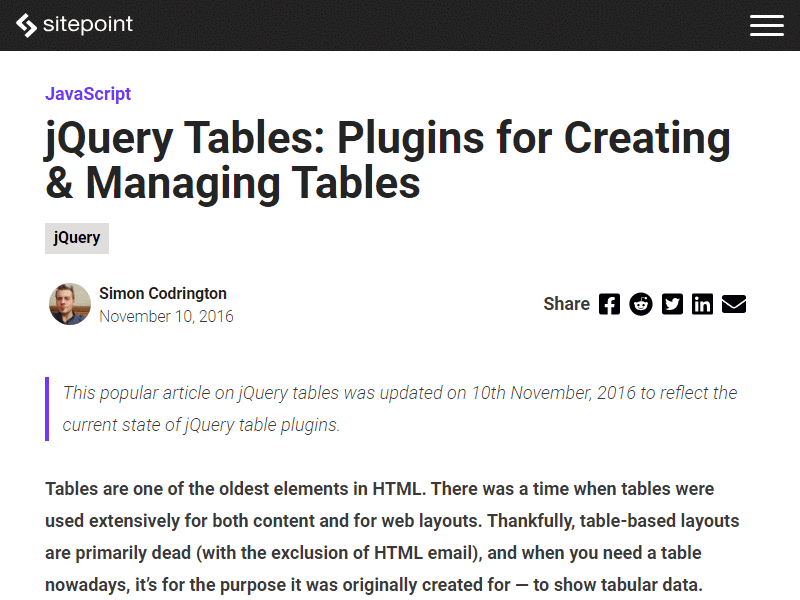 sitepoint
JavaScript
jQuery Tables: Plugins for Creating
& Managing Tables
jQuery
Simon Codrington
November 10, 2016
Share
This popular article on jQuery tables was updated on 10th November, 2016 to reflect the
current state of jQuery table plugins.
Tables are one of the oldest elements in HTML. There was a time when tables were
used extensively for both content and for web layouts. Thankfully, table-based layouts
are primarily dead (with the exclusion of HTML email), and when you need a table
nowadays, it’s for the purpose it was originally created for — to show tabular data.